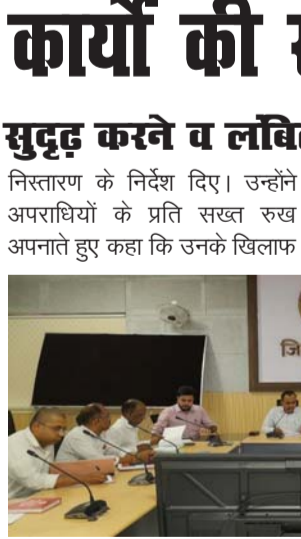 कार्यों की
सुदृढ़ करने व लंबित
निस्तारण के निर्देश दिए। उन्होंने
अपराधियों के प्रति सख्त रुख
अपनाते हुए कहा कि उनके खिलाफ
जि